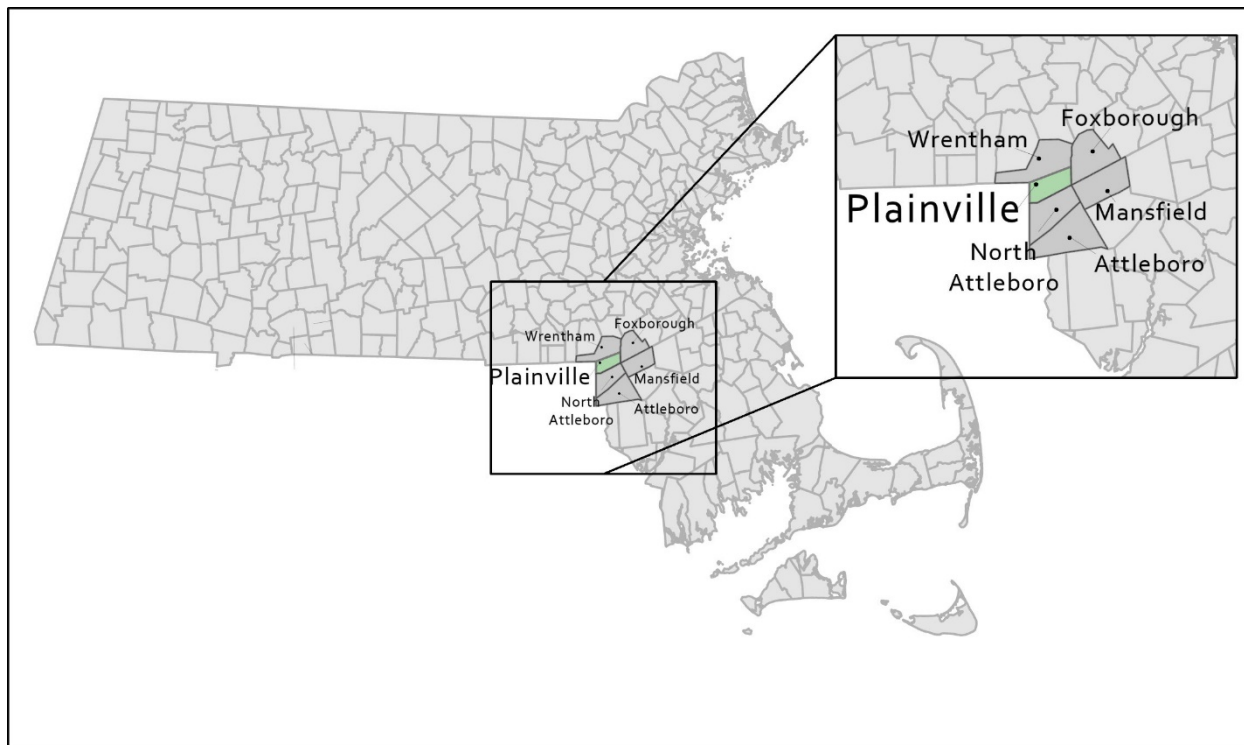 Foxborough
Wrentham
Plainville
Mansfield
North
Attleboro
Attleboro
Foxborough
Wrentham
Plainville
Mansfield
North
Attleboro
Attleboro